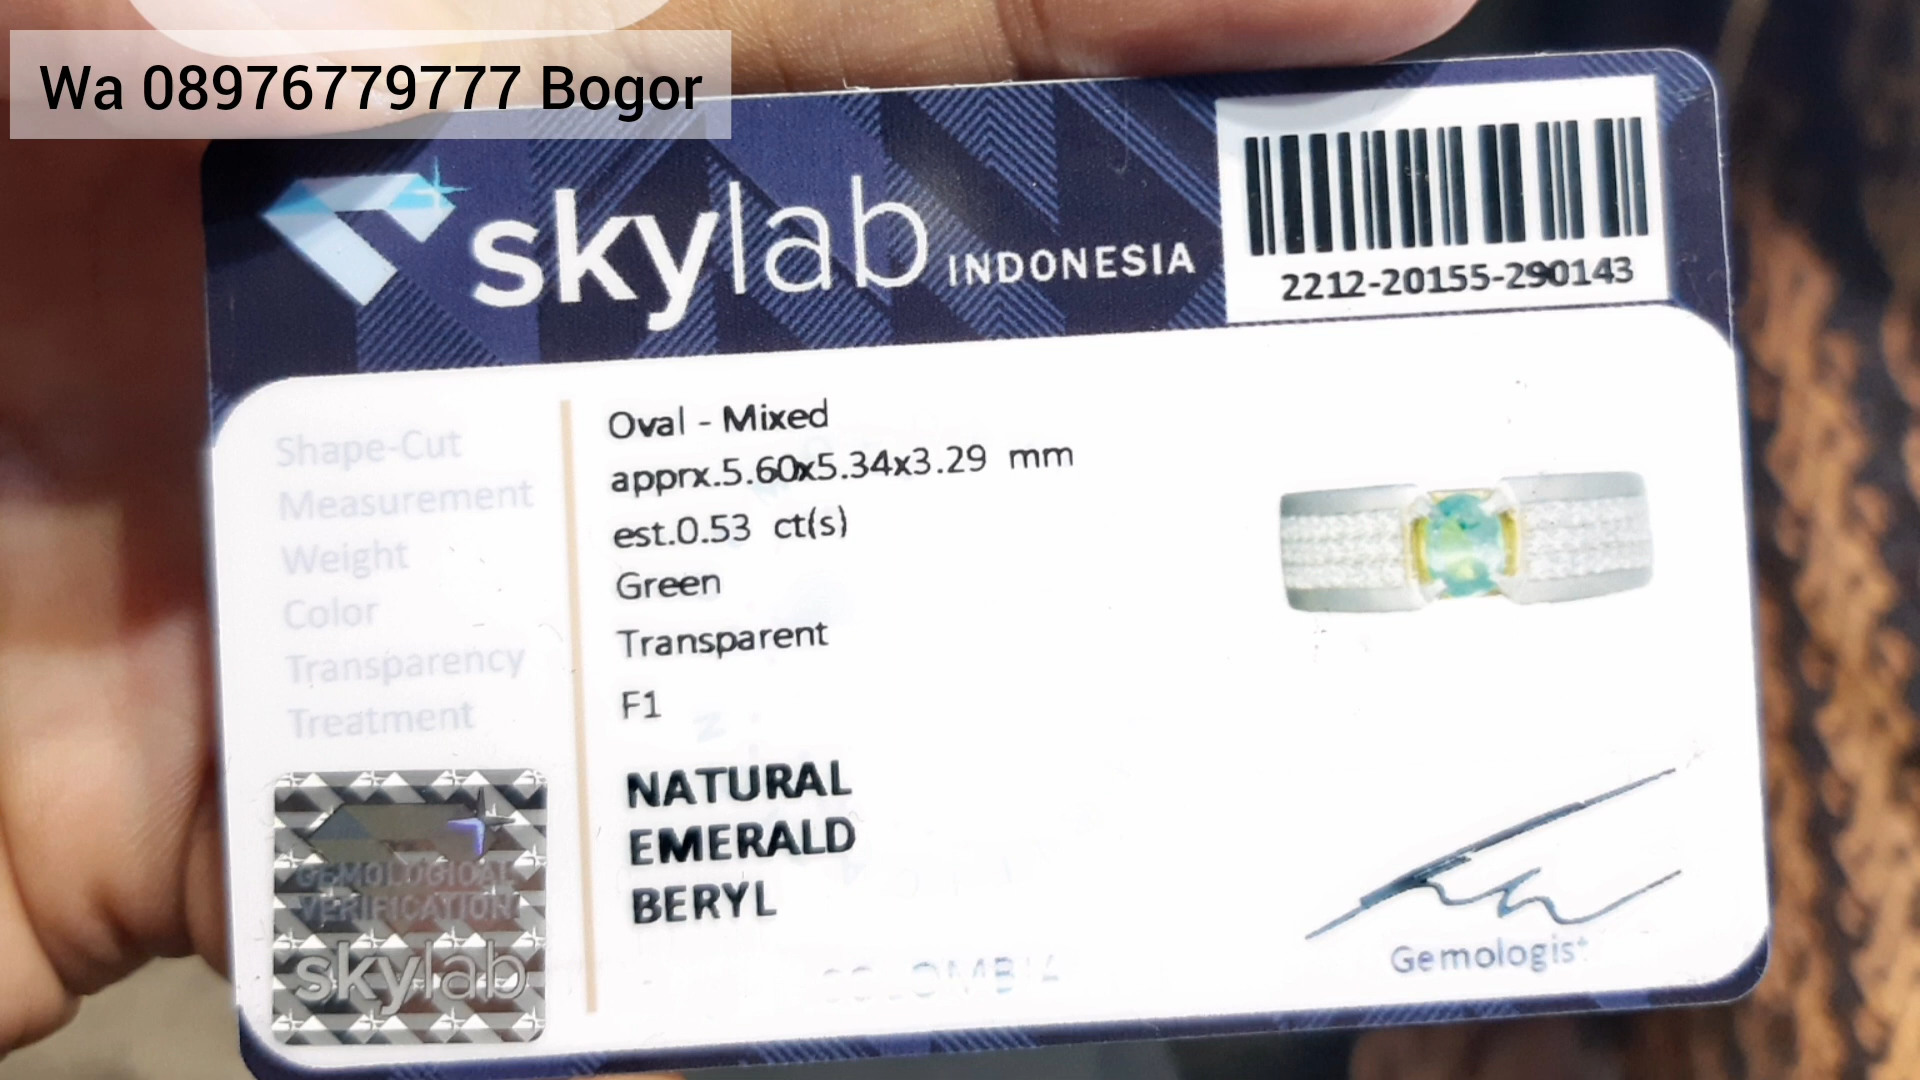 Wa 08976779777 Bogor
skylab INDONESIA
2212-20155-290143
Shape-Cut Oval - Mixed
Measurement apprx.5.60x5.34x3.29 mm
Weight est.0.53 ct(s)
Color Green
Transparency Transparent
Treatment F1
NATURAL
EMERALD
BERYL
GEMOLOGICAL
VERIFICATION
skylab
COLOMBIA
Gemologist